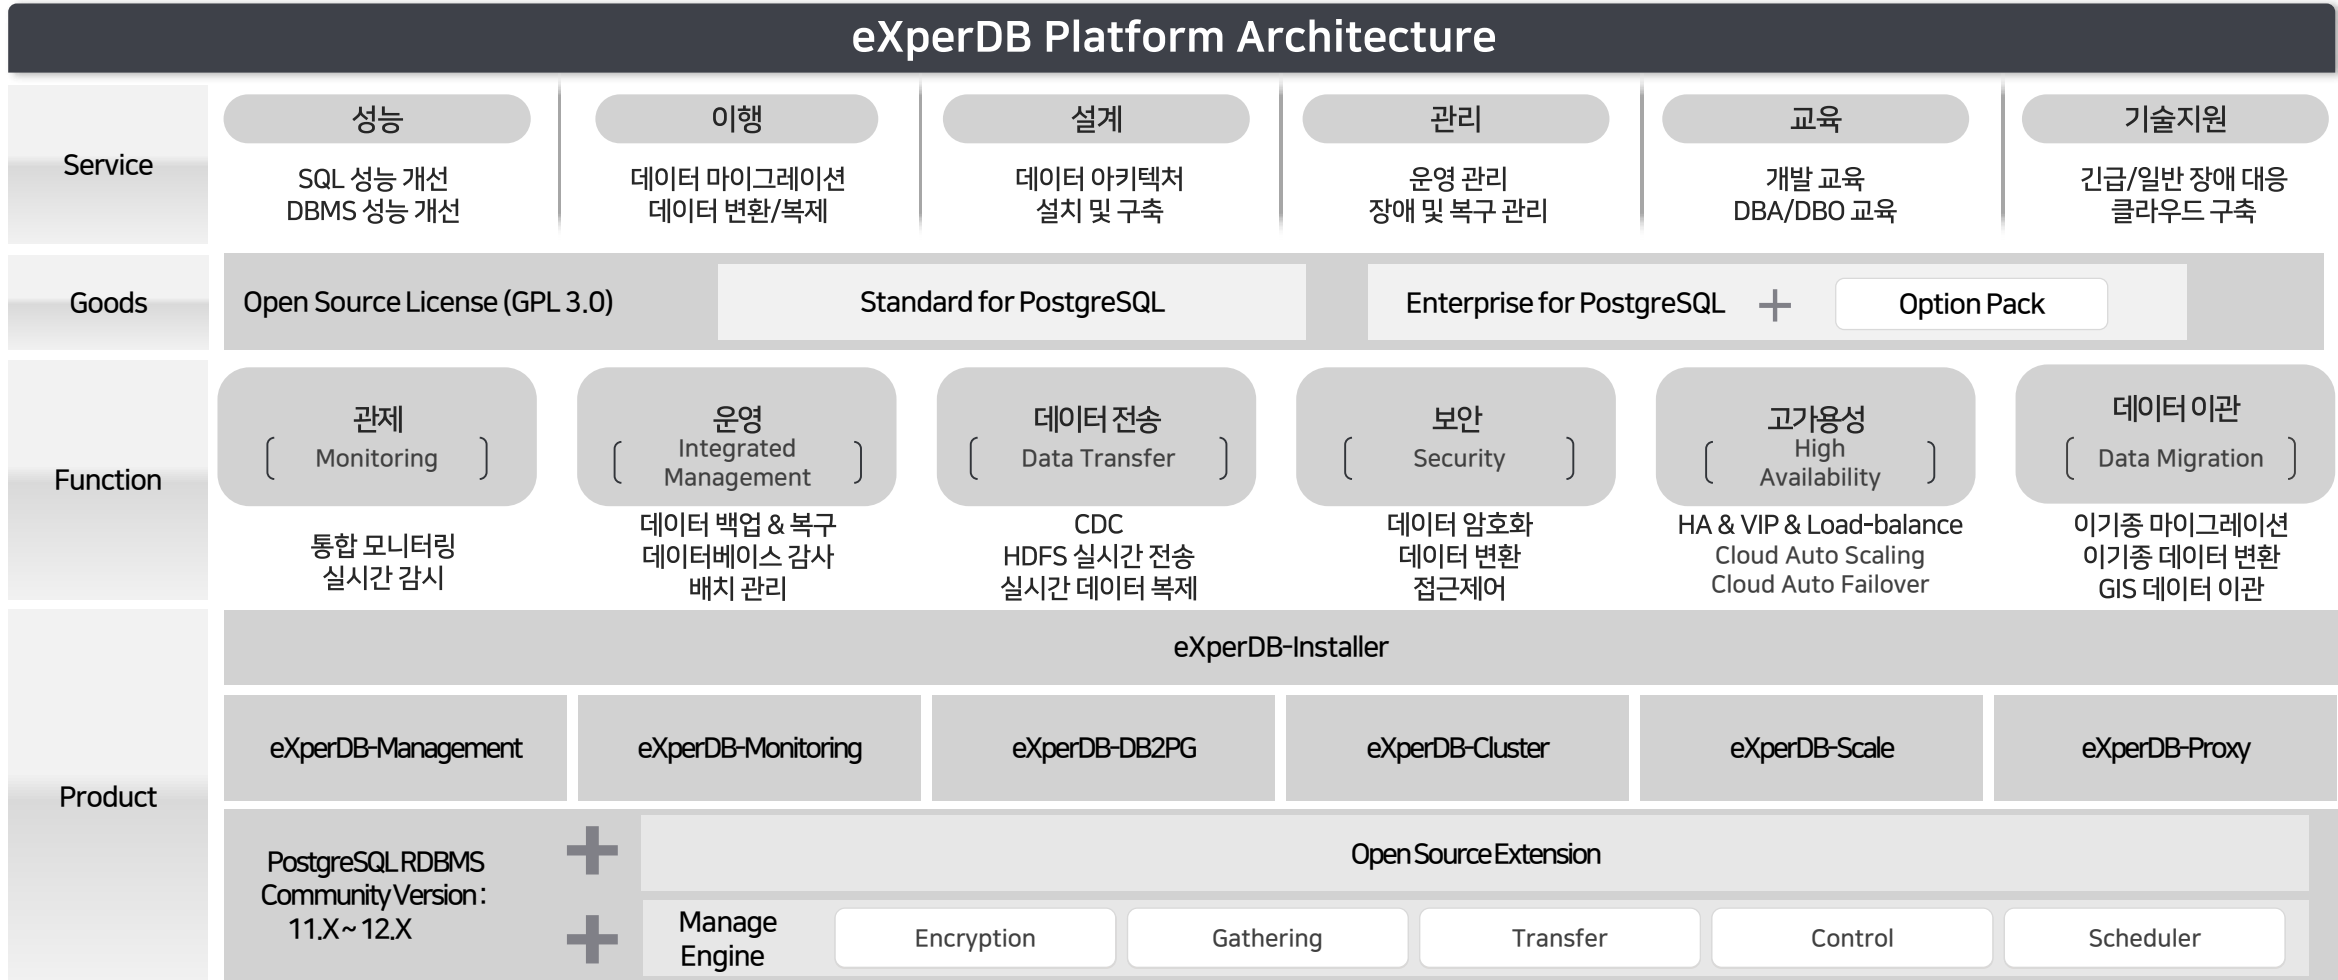 eXperDB Platform Architecture
Service
성능
SQL 성능 개선
DBMS 성능 개선
이행
데이터 마이그레이션
데이터 변환/복제
설계
데이터 아키텍처
설치 및 구축
관리
운영 관리
장애 및 복구 관리
교육
개발 교육
DBA/DBO 교육
기술지원
긴급/일반 장애 대응
클라우드 구축
Goods
Open Source License (GPL 3.0)
Standard for PostgreSQL
Enterprise for PostgreSQL
+
Option Pack
Function
관제
Monitoring
통합 모니터링
실시간 감시
운영
Integrated
Management
데이터 백업 & 복구
데이터베이스 감사
배치 관리
데이터 전송
Data Transfer
CDC
HDFS 실시간 전송
실시간 데이터 복제
보안
Security
데이터 암호화
데이터 변환
접근제어
고가용성
High
Availability
HA & VIP & Load-balance
Cloud Auto Scaling
Cloud Auto Failover
데이터 이관
Data Migration
이기종 마이그레이션
이기종 데이터 변환
GIS 데이터 이관
Product
eXperDB-Installer
eXperDB-Management
eXperDB-Monitoring
eXperDB-DB2PG
eXperDB-Cluster
eXperDB-Scale
eXperDB-Proxy
PostgreSQL RDBMS
Community Version :
11.X ~ 12.X
+
Open Source Extension
+
Manage
Engine
Encryption
Gathering
Transfer
Control
Scheduler